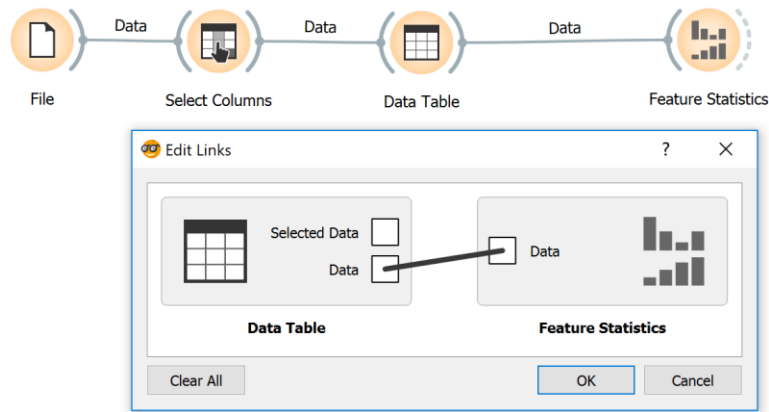 Data Data Data
File Select Columns Data Table Feature Statistics
Edit Links ? X
Selected Data
Data Data
Data Table Feature Statistics
Clear All OK Cancel